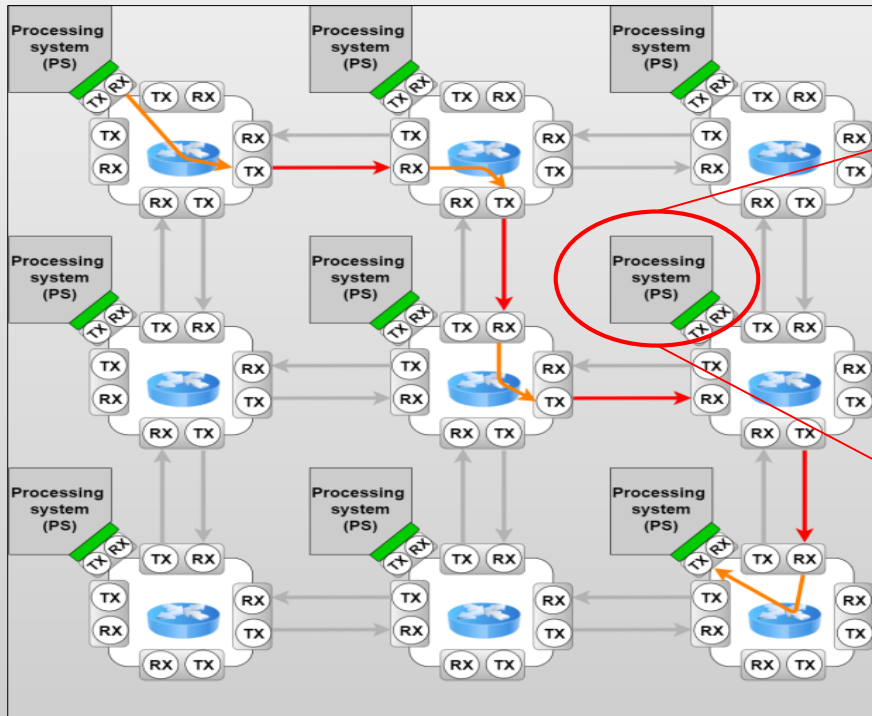 Processing Processing Processing
system system system
(PS) (PS) (PS)
TX RX TX RX TX RX TX RX TX RX TX RX
TX RX TX RX TX RX
RX TX RX TX RX TX
RX TX RX TX RX TX
Processing Processing Processing
system system system
(PS) (PS) (PS)
TX RX TX RX TX RX TX RX TX RX TX RX
TX RX TX RX TX RX
RX TX RX TX RX TX
RX TX RX TX RX TX
Processing Processing Processing
system system system
(PS) (PS) (PS)
TX RX TX RX TX RX TX RX TX RX TX RX
TX RX TX RX TX RX
RX TX RX TX RX TX
RX TX RX TX RX TX